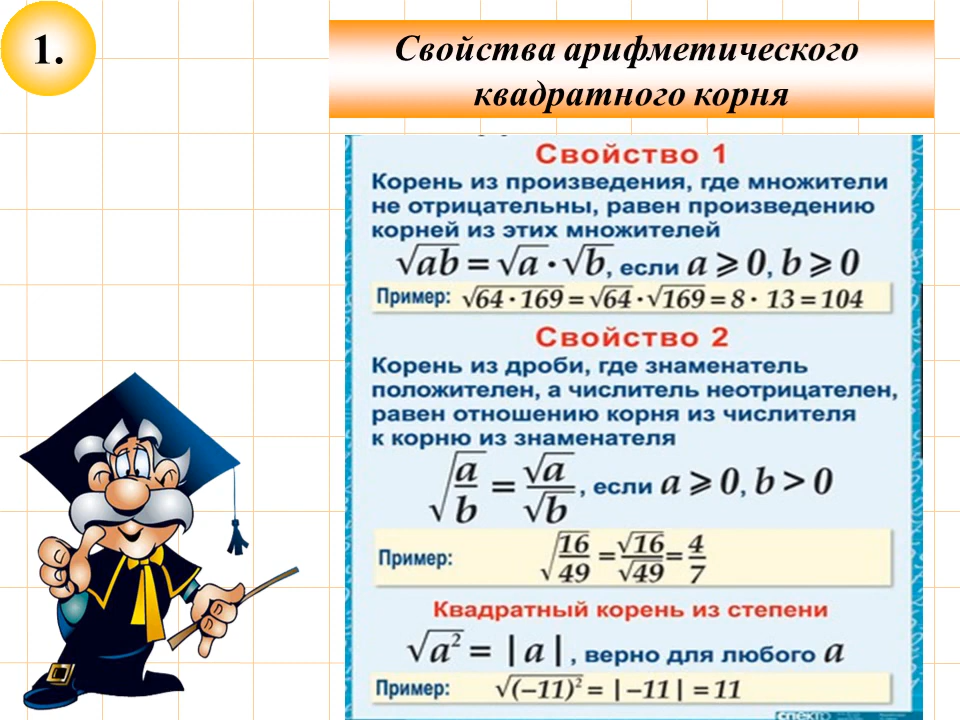 1.
Свойства арифметического
квадратного корня
Свойство 1
Корень из произведения, где множители
не отрицательны, равен произведению
корней из этих множителей
√ab = √a · √b, если a ⩾ 0, b ⩾ 0
Пример: √64 · 169 = √64 · √169 = 8 · 13 = 104
Свойство 2
Корень из дроби, где знаменатель
положителен, а числитель неотрицателен,
равен отношению корня из числителя
к корню из знаменателя
√(a/b) = √a/√b, если a ⩾ 0, b > 0
Пример: √(16/49) = √16/√49 = 4/7
Квадратный корень из степени
√a² = |a|, верно для любого a
Пример: √(−11)² = |−11| = 11